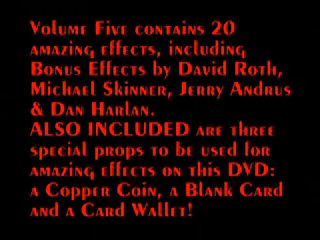 Volume Five contains 20
amazing effects, including
Bonus Effects by David Roth,
Michael Skinner, Jerry Andrus
& Dan Harlan.
ALSO INCLUDED are three
special props to be used for
amazing effects on this DVD:
a Copper Coin, a Blank Card
and a Card Wallet!